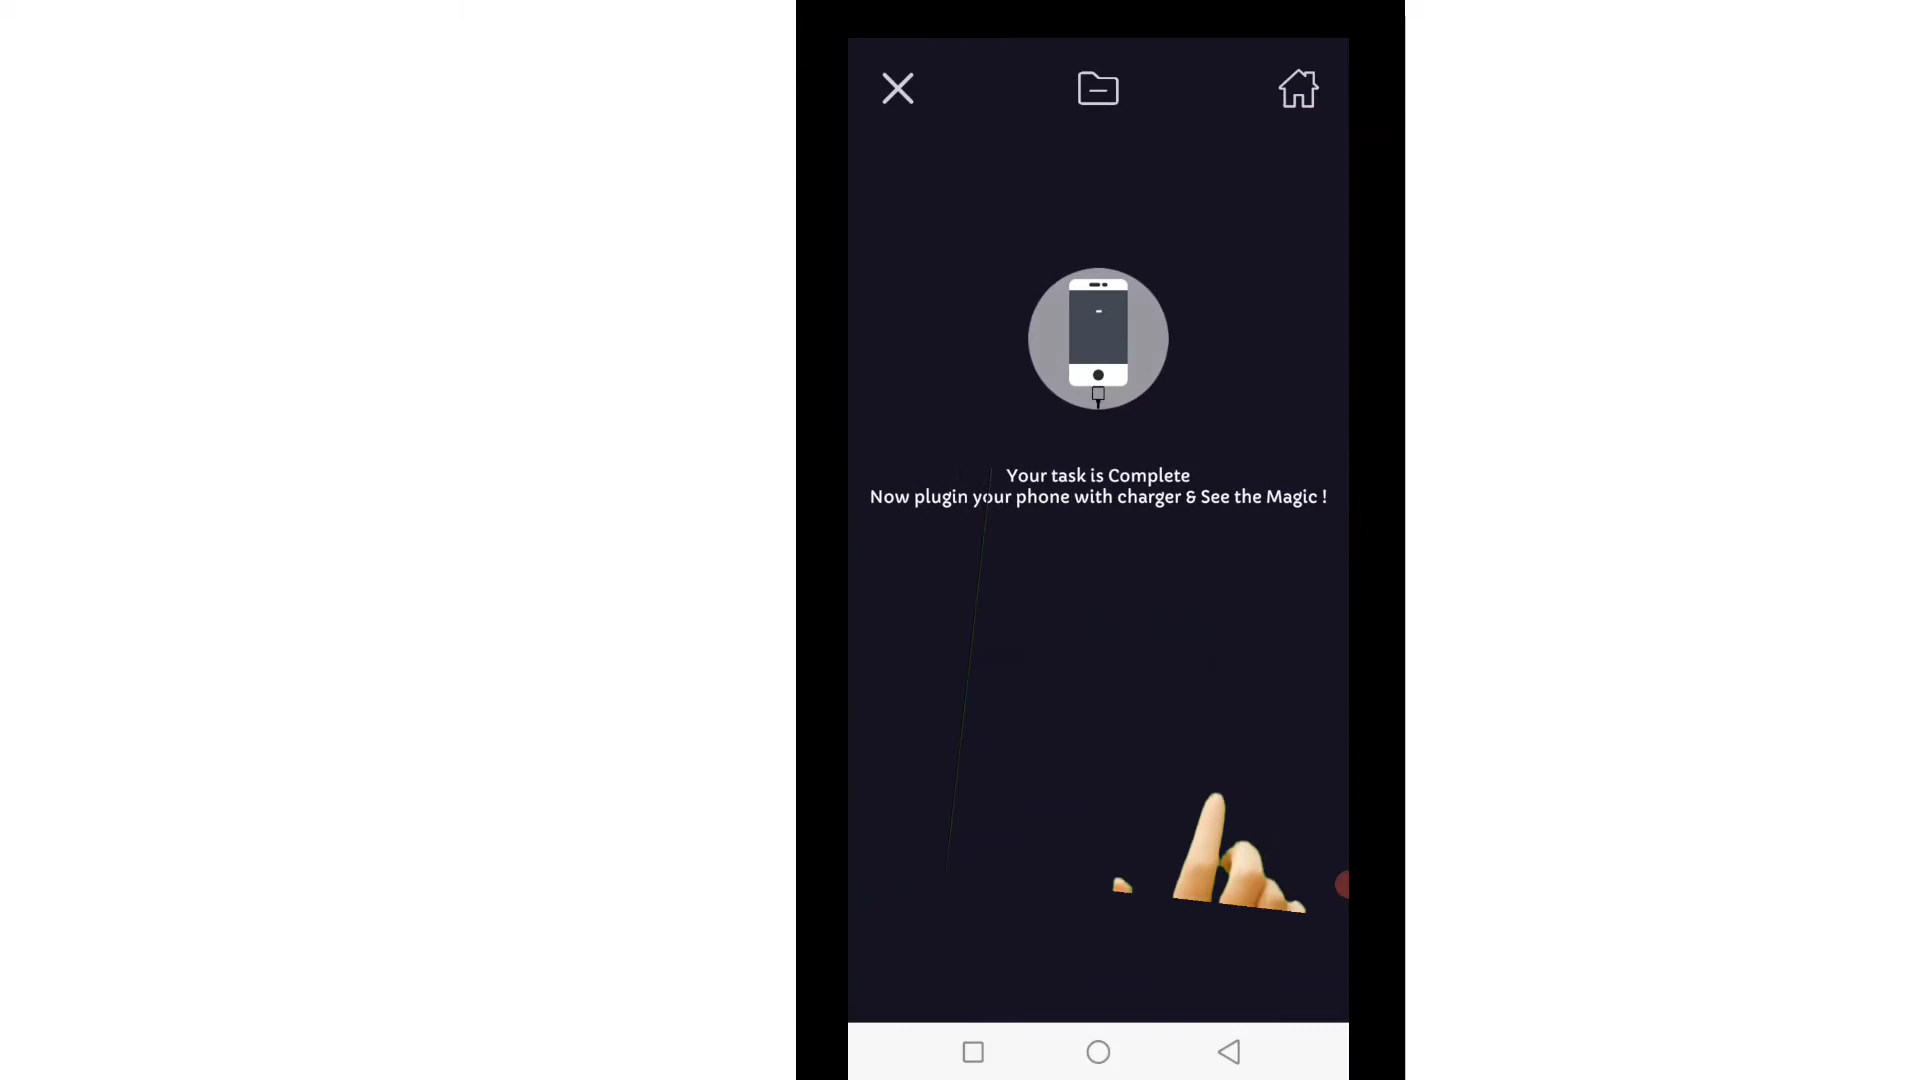 Your task is Complete
Now plugin your phone with charger & See the Magic !